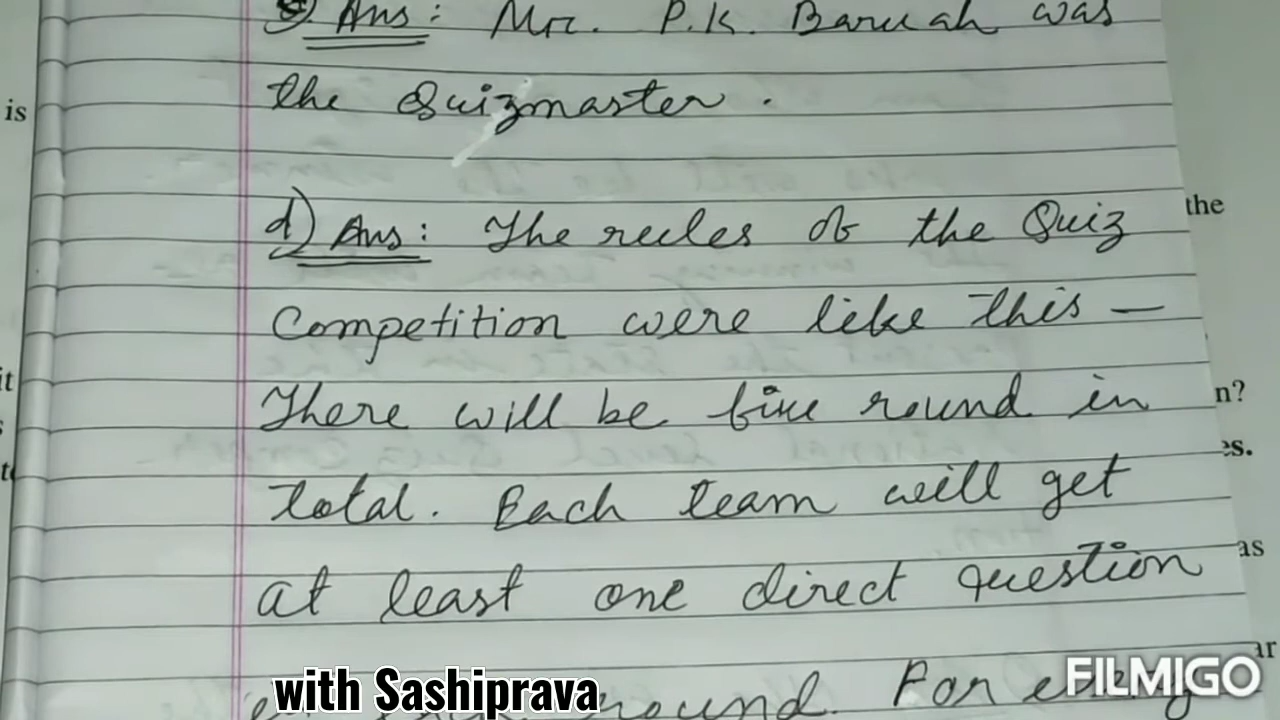 Ans: Mr. P.K. Baruah was
the Quizmaster.
is
d) Ans: The rules of the Quiz
the
Competition were like this —
There will be five round in
it
n?
total. Each team will get
es.
at least one direct question
as
round. For every
ar
with Sashiprava
FILMIGO